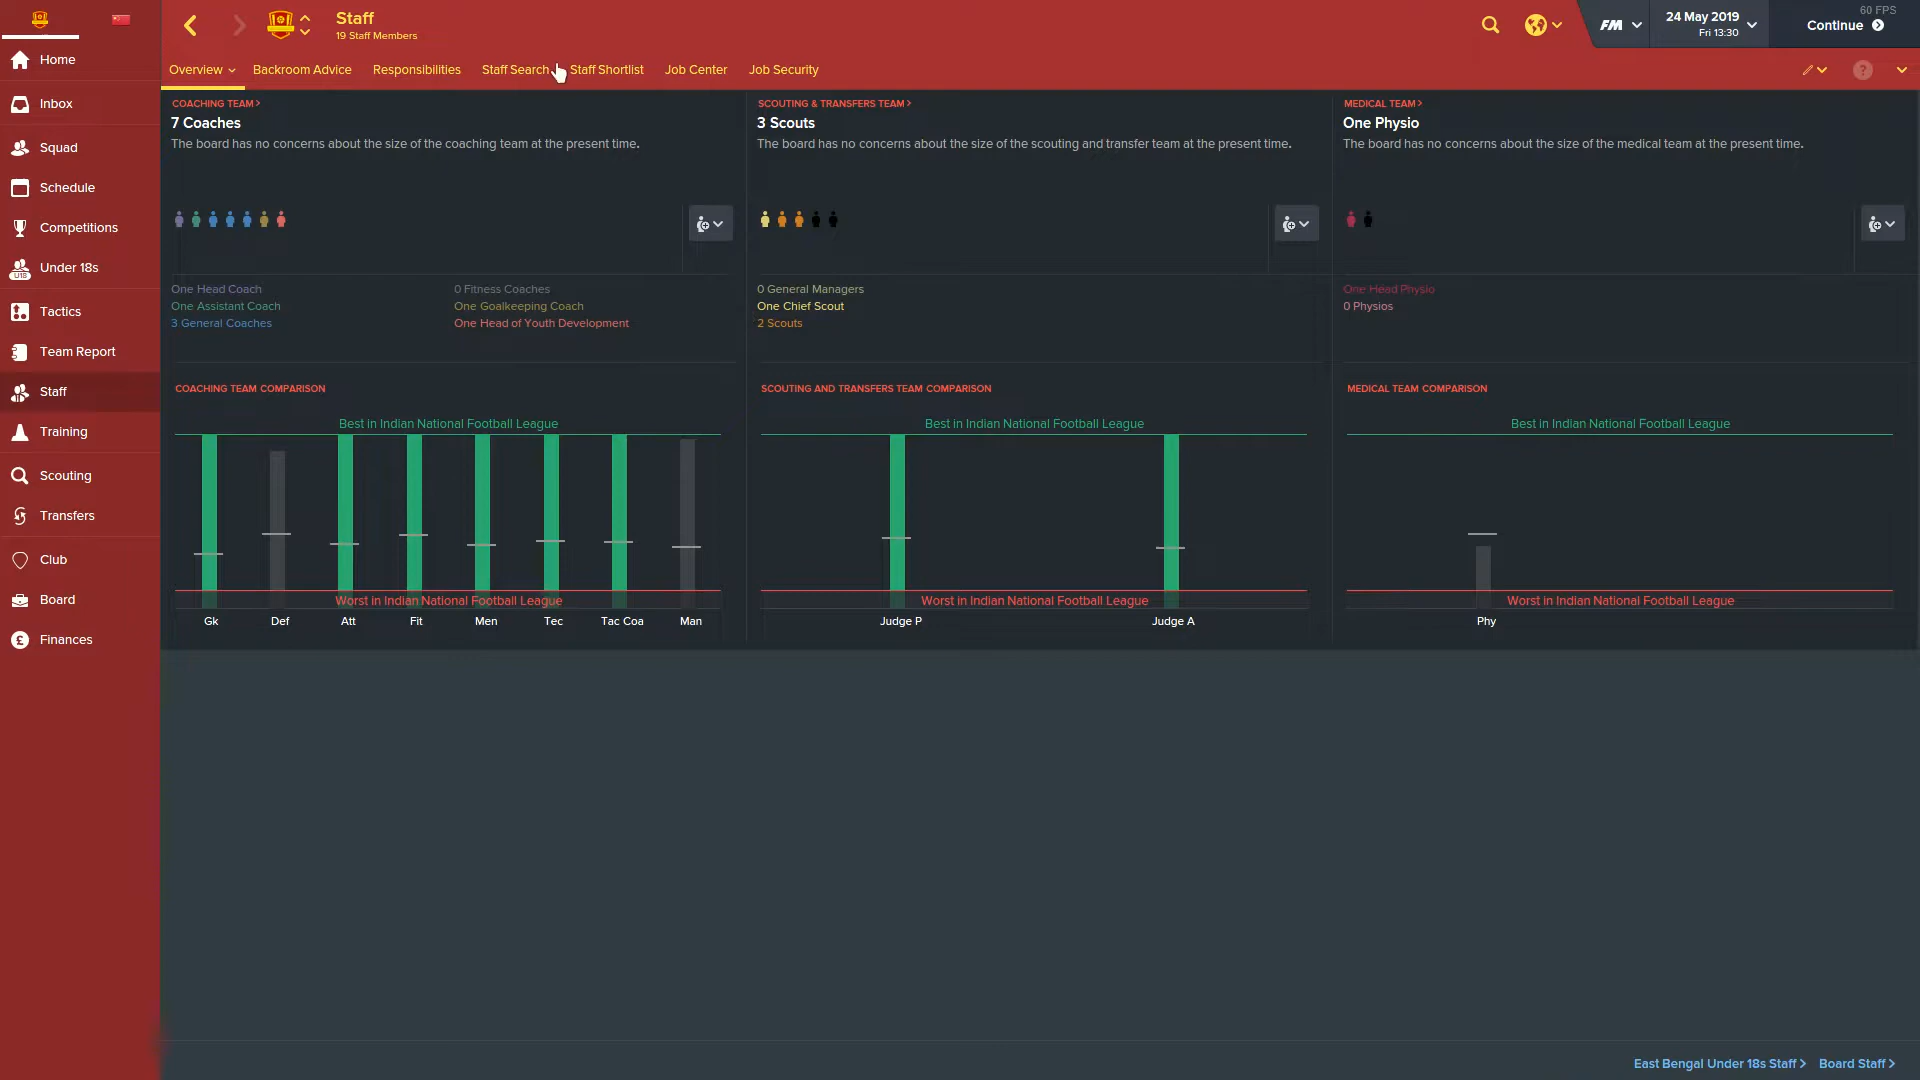 60 FPS
Staff
19 Staff Members
FM
24 May 2019
Fri 13:30
Continue
Overview
Backroom Advice
Responsibilities
Staff Search
Staff Shortlist
Job Center
Job Security
?
Home
Inbox
Squad
Schedule
Competitions
U18
Under 18s
Tactics
Team Report
Staff
Training
Scouting
Transfers
Club
Board
£
Finances
COACHING TEAM >
7 Coaches
The board has no concerns about the size of the coaching team at the present time.
One Head Coach
One Assistant Coach
3 General Coaches
0 Fitness Coaches
One Goalkeeping Coach
One Head of Youth Development
COACHING TEAM COMPARISON
Best in Indian National Football League
Worst in Indian National Football League
Gk Def Att Fit Men Tec Tac Coa Man
SCOUTING & TRANSFERS TEAM >
3 Scouts
The board has no concerns about the size of the scouting and transfer team at the present time.
0 General Managers
One Chief Scout
2 Scouts
SCOUTING AND TRANSFERS TEAM COMPARISON
Best in Indian National Football League
Worst in Indian National Football League
Judge P Judge A
MEDICAL TEAM >
One Physio
The board has no concerns about the size of the medical team at the present time.
One Head Physio
0 Physios
MEDICAL TEAM COMPARISON
Best in Indian National Football League
Worst in Indian National Football League
Phy
East Bengal Under 18s Staff >
Board Staff >